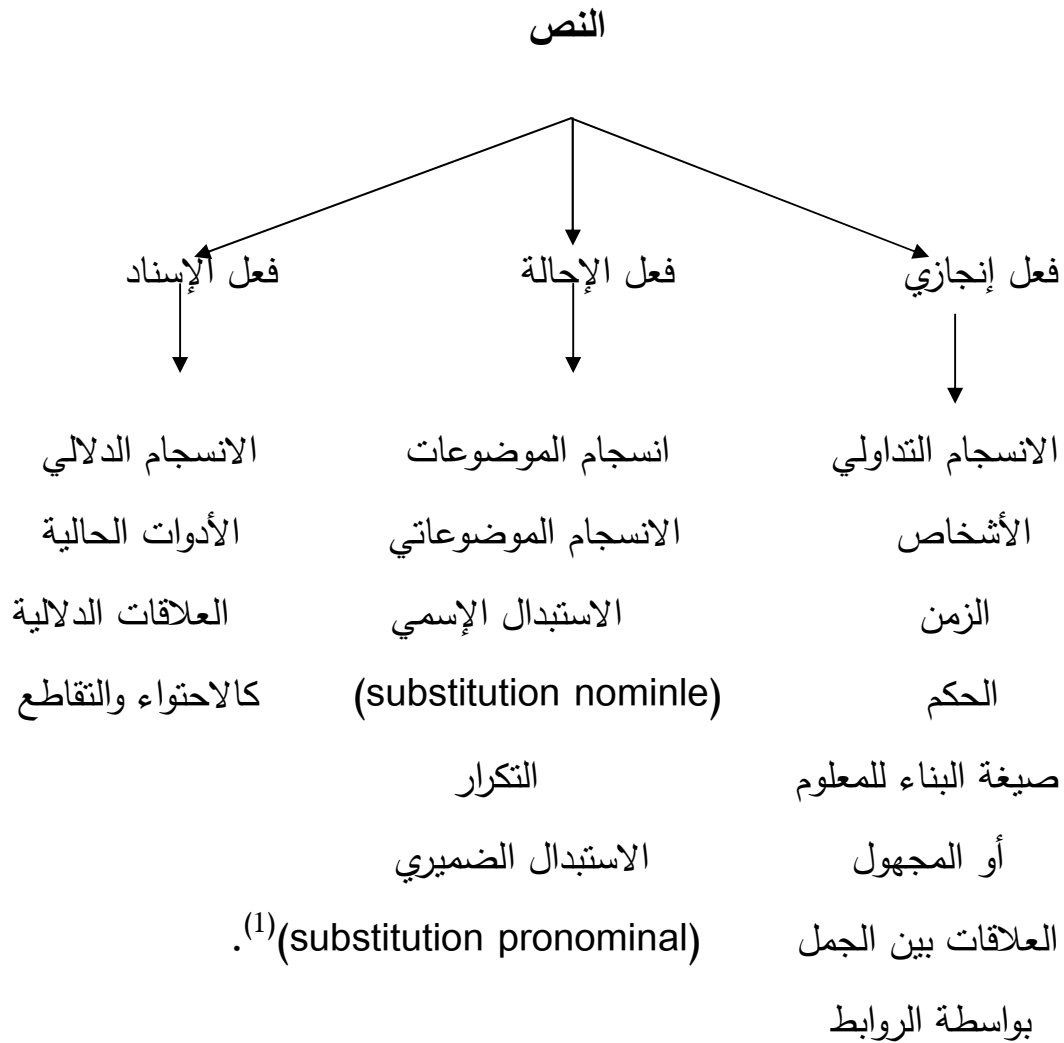 النص
فعل إنجازي
فعل الإحالة
فعل الإسناد
الانسجام التداولي
انسجام الموضوعات
الانسجام الدلالي
الأشخاص
الانسجام الموضوعاتي
الأدوات الحالية
الزمن
الاستبدال الإسمي
العلاقات الدلالية
الحكم
(substitution nominle)
كالاحتواء والتقاطع
صيغة البناء للمعلوم
التكرار
أو المجهول
الاستبدال الضميري
العلاقات بين الجمل
(substitution pronominal)(1).
بواسطة الروابط